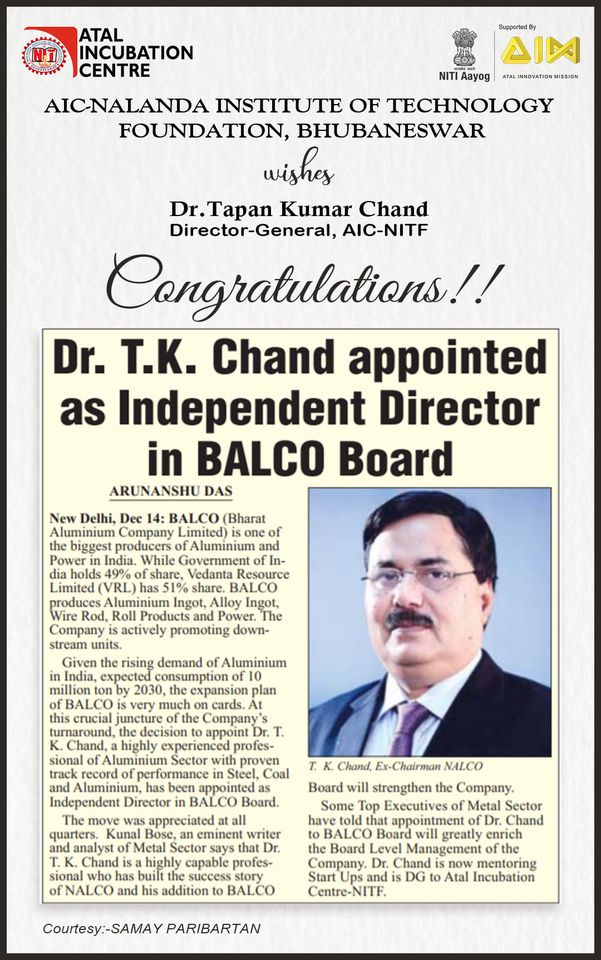 ATAL
INCUBATION
CENTRE
NiT
NITI Aayog
Supported By
AIM
ATAL INNOVATION MISSION
AIC-NALANDA INSTITUTE OF TECHNOLOGY
FOUNDATION, BHUBANESWAR
wishes
Dr.Tapan Kumar Chand
Director-General, AIC-NITF
Congratulations!!
Dr. T.K. Chand appointed
as Independent Director
in BALCO Board
ARUNANSHU DAS
New Delhi, Dec 14: BALCO (Bharat
Aluminium Company Limited) is one of
the biggest producers of Aluminium and
Power in India. While Government of In-
dia holds 49% of share, Vedanta Resource
Limited (VRL) has 51% share. BALCO
produces Aluminium Ingot, Alloy Ingot,
Wire Rod, Roll Products and Power. The
Company is actively promoting down-
stream units.
Given the rising demand of Aluminium
in India, expected consumption of 10
million ton by 2030, the expansion plan
of BALCO is very much on cards. At
this crucial juncture of the Company's
turnaround, the decision to appoint Dr. T.
K. Chand, a highly experienced profes-
sional of Aluminium Sector with proven
track record of performance in Steel, Coal
and Aluminium, has been appointed as
Independent Director in BALCO Board.
The move was appreciated at all
quarters. Kunal Bose, an eminent writer
and analyst of Metal Sector says that Dr.
T. K. Chand is a highly capable profes-
sional who has built the success story
of NALCO and his addition to BALCO
T. K. Chand, Ex-Chairman NALCO
Board will strengthen the Company.
Some Top Executives of Metal Sector
have told that appointment of Dr. Chand
to BALCO Board will greatly enrich
the Board Level Management of the
Company. Dr. Chand is now mentoring
Start Ups and is DG to Atal Incubation
Centre-NITF.
Courtesy:-SAMAY PARIBARTAN